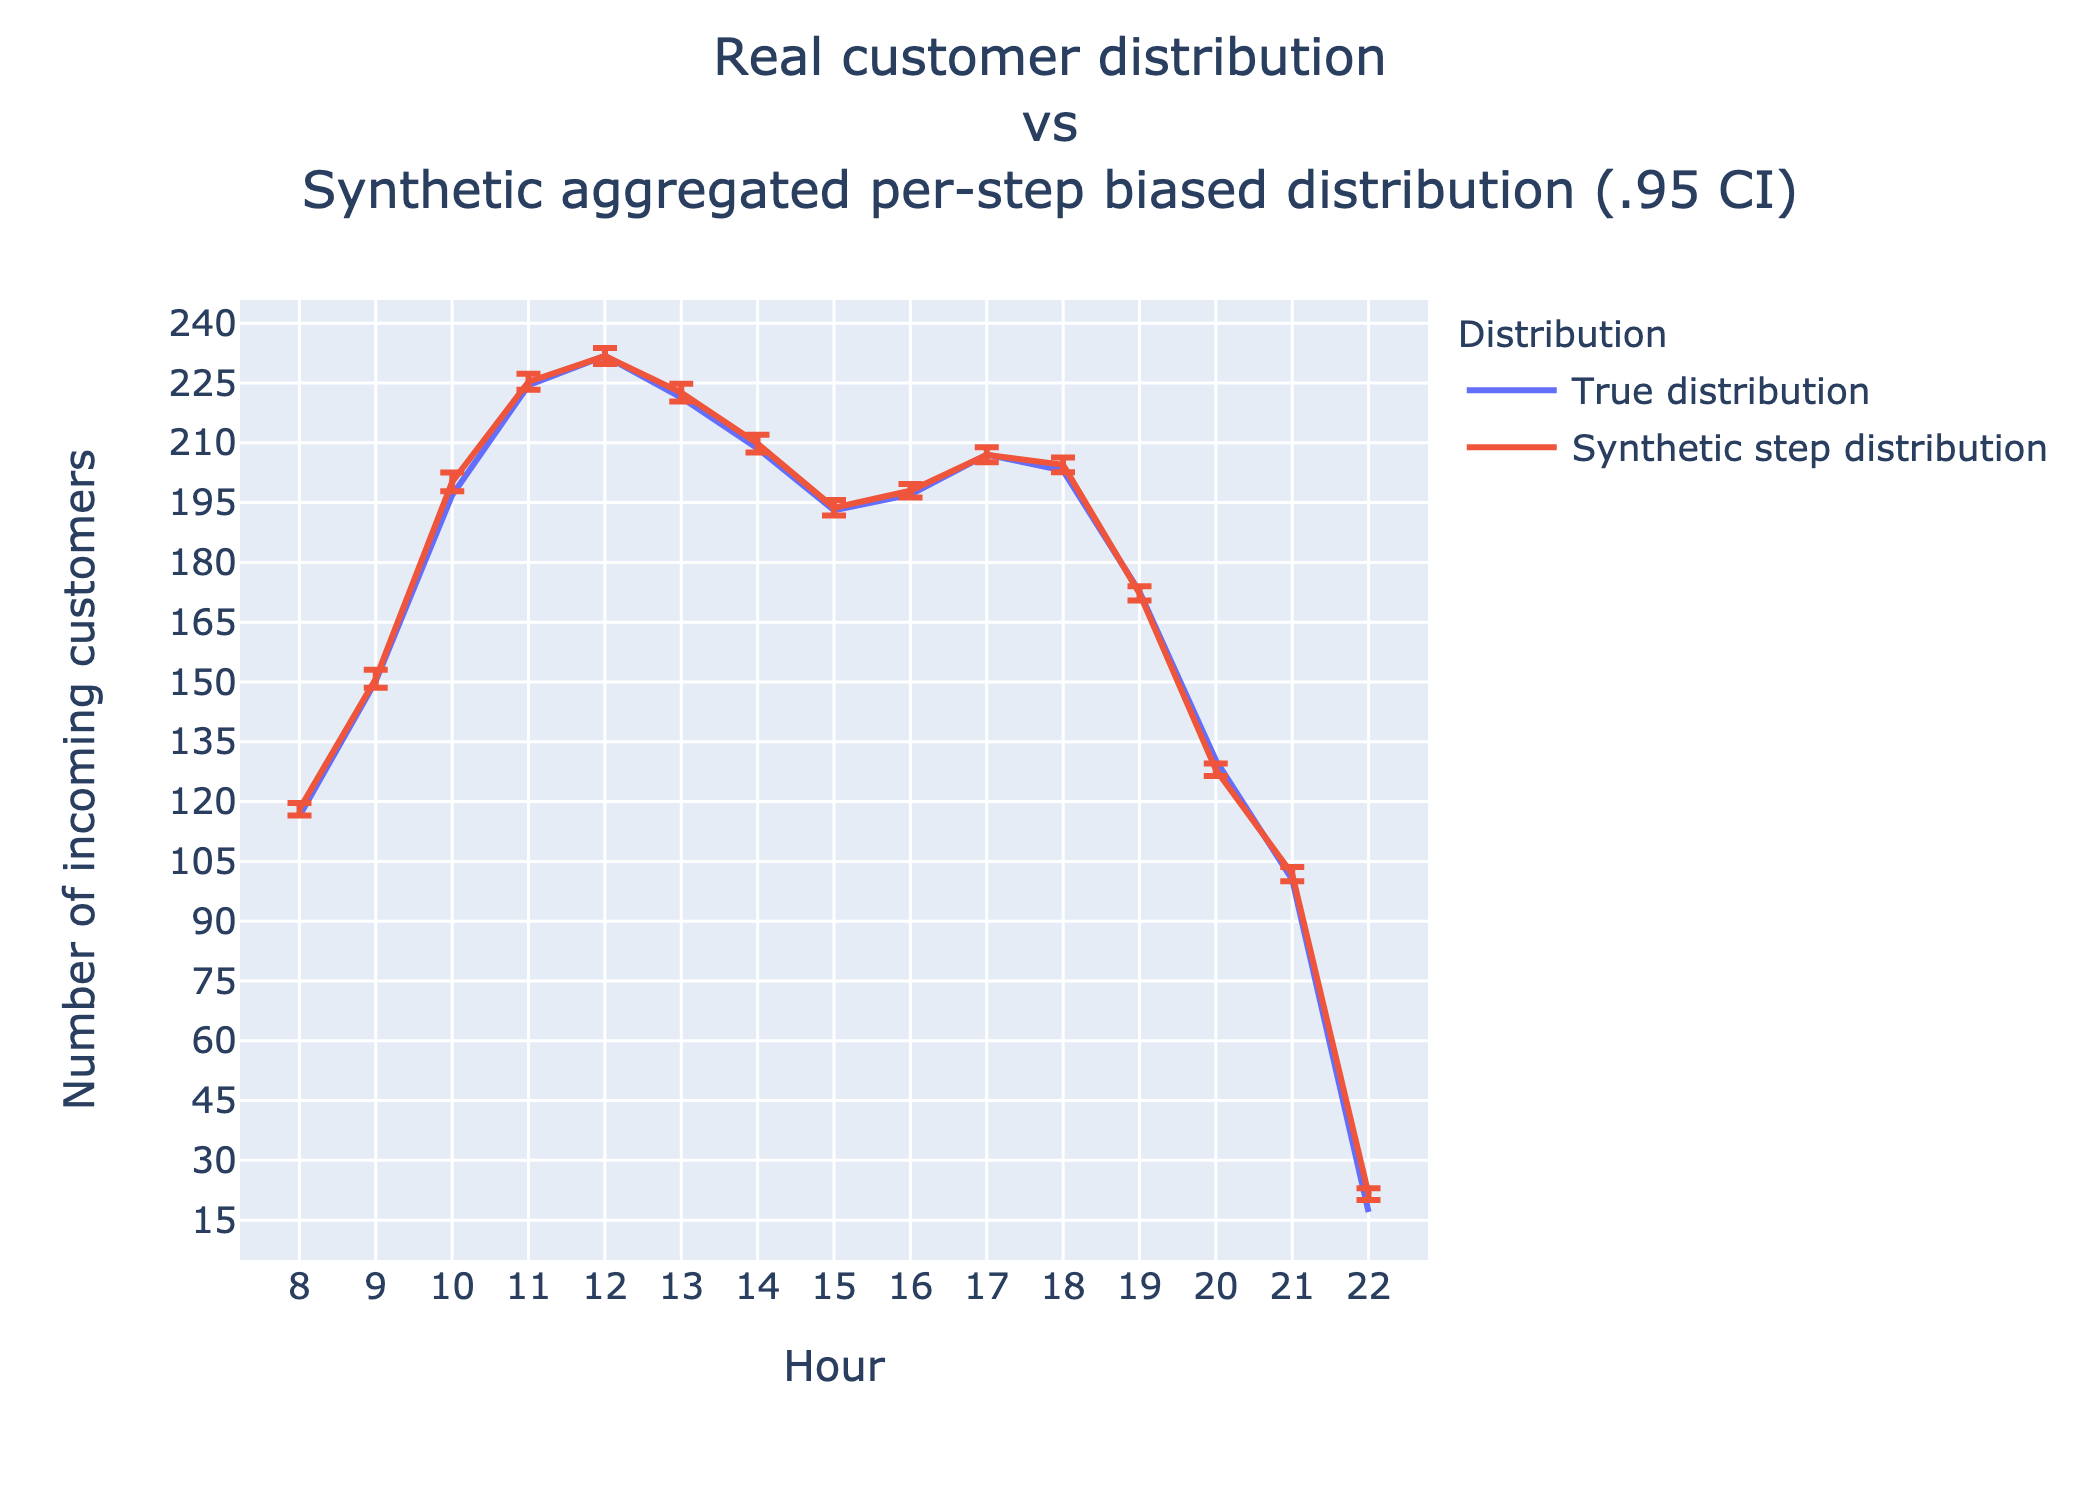 Real customer distribution
vs
Synthetic aggregated per-step biased distribution (.95 CI)
Distribution
True distribution
Synthetic step distribution
Number of incoming customers
240
225
210
195
180
165
150
135
120
105
90
75
60
45
30
15
8 9 10 11 12 13 14 15 16 17 18 19 20 21 22
Hour